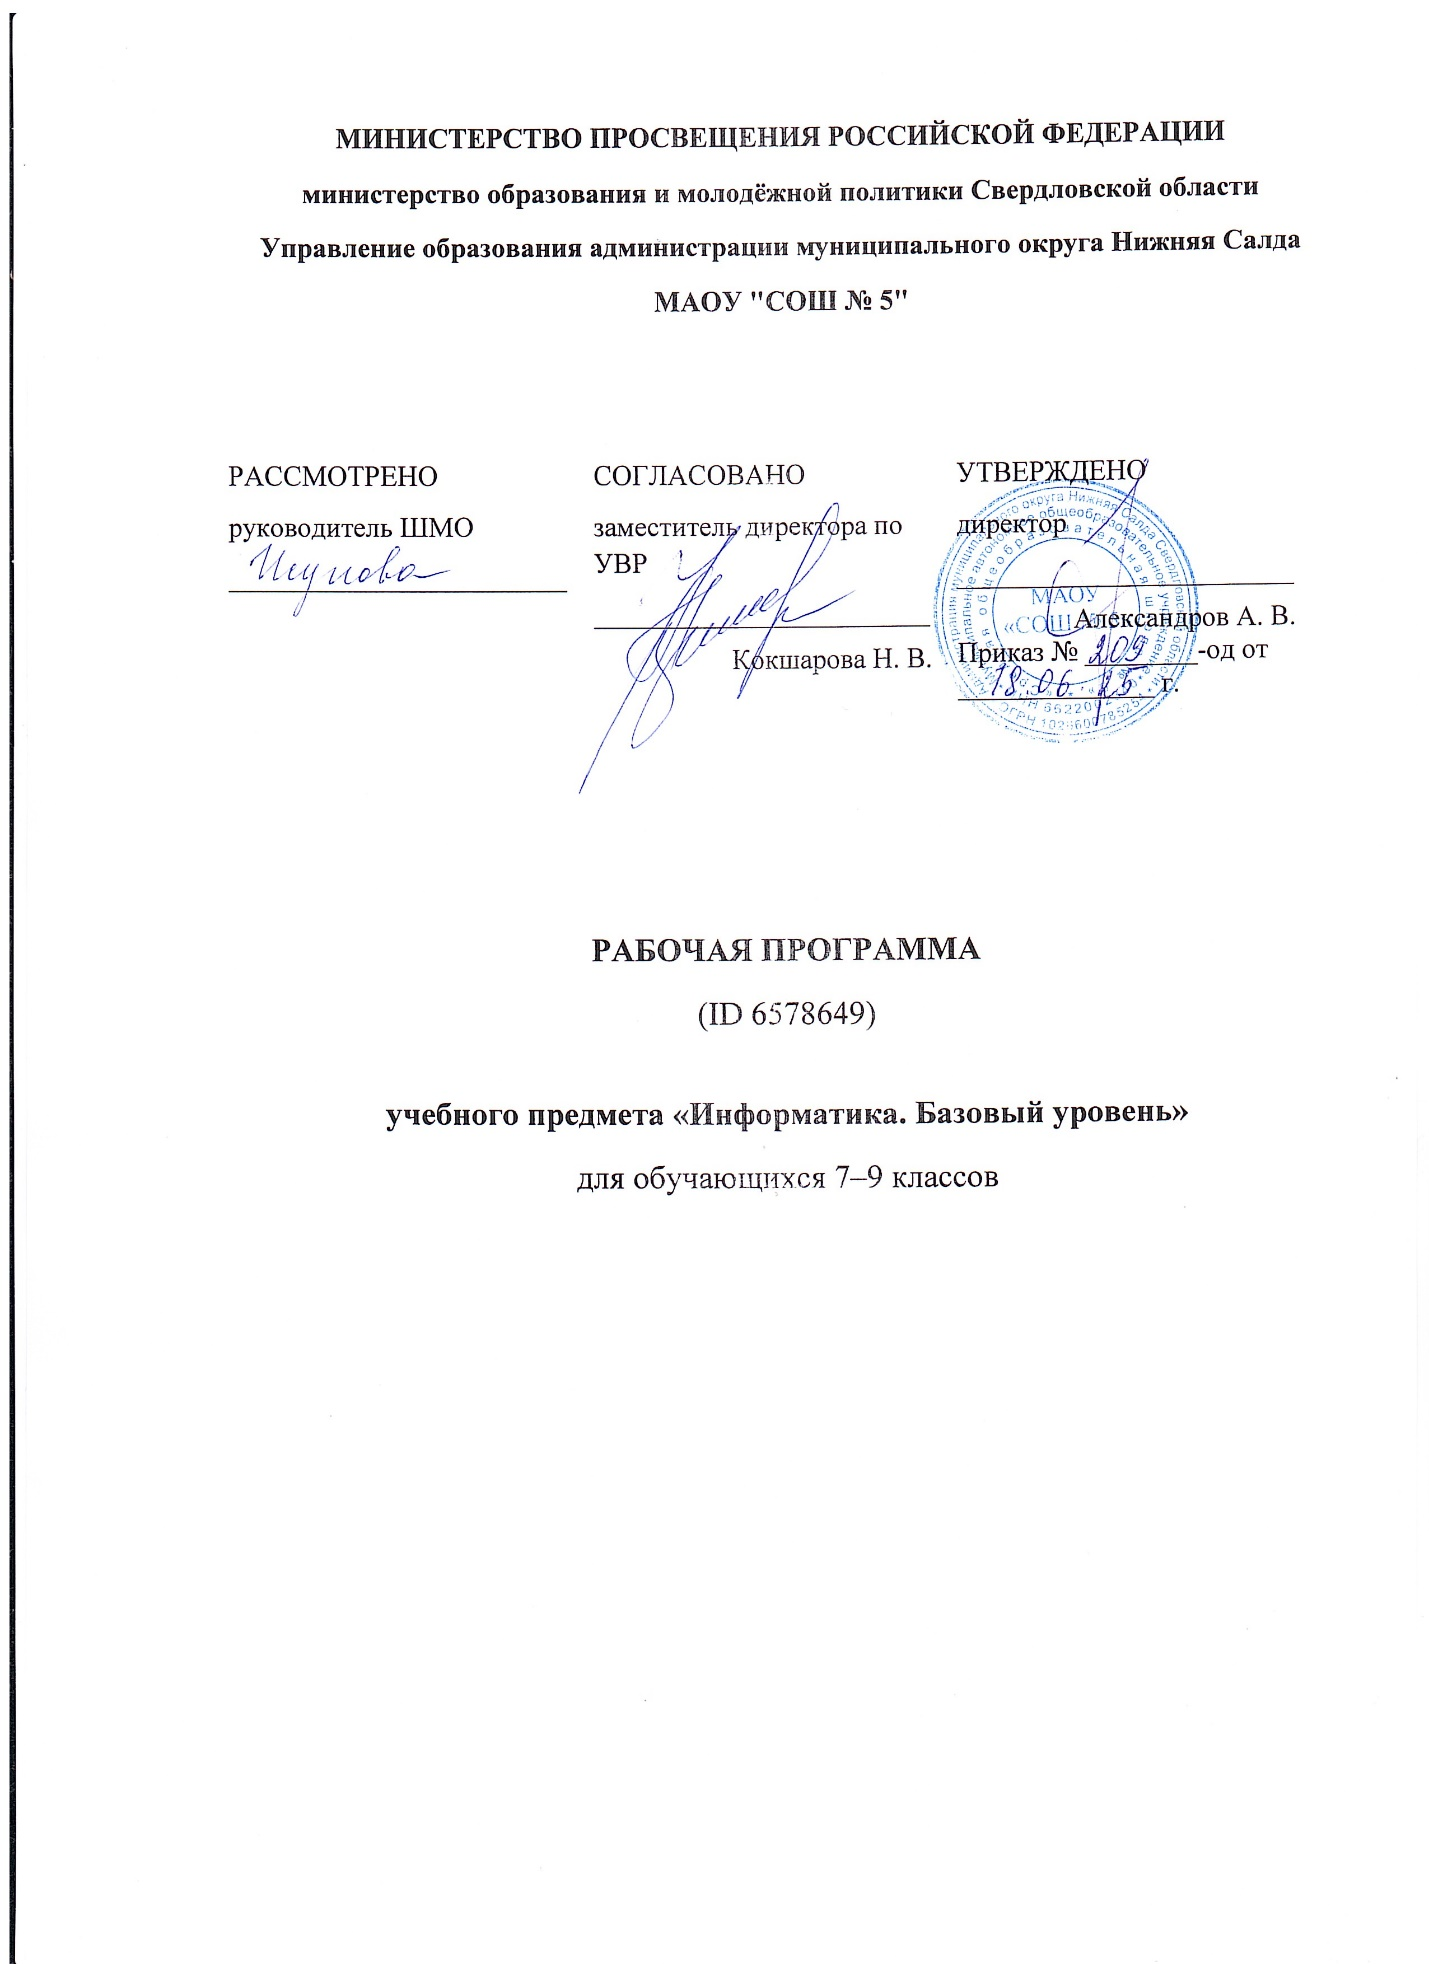 МИНИСТЕРСТВО ПРОСВЕЩЕНИЯ РОССИЙСКОЙ ФЕДЕРАЦИИ
министерство образования и молодёжной политики Свердловской области
Управление образования администрации муниципального округа Нижняя Салда
МАОУ "СОШ № 5"
РАССМОТРЕНО
руководитель ШМО
СОГЛАСОВАНО
заместитель директора по
УВР
Кокшарова Н. В.
УТВЕРЖДЕНО
директор
МАОУ
«СОШ
Александров А. В.
Приказ № 209-од от
18.06 25 г.
РАБОЧАЯ ПРОГРАММА
(ID 6578649)
учебного предмета «Информатика. Базовый уровень»
для обучающихся 7–9 классов